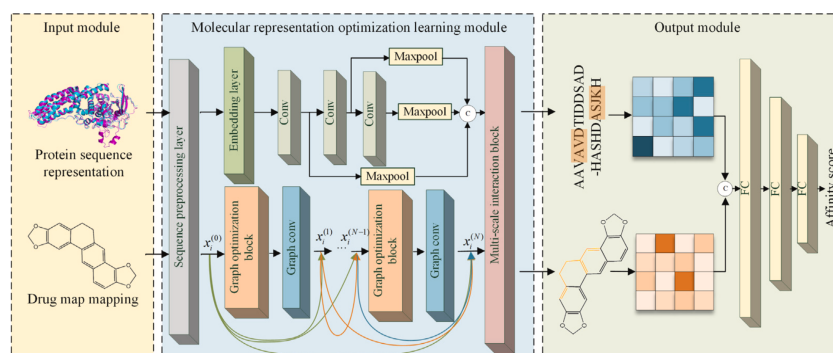 Input module
Protein sequence
representation
Drug map mapping
Molecular representation optimization learning module
Sequence preprocessing layer
Embedding layer
Conv
Conv
Conv
Maxpool
Maxpool
Maxpool
C
x_i^(0)
Graph optimization
block
Graph conv
x_i^(1)
...
x_i^(N−1)
Graph optimization
block
Graph conv
x_i^(N)
Multi-scale interaction block
Output module
AAVAVDTIDDSAD
-HASHDASJKH
C
FC
FC
FC
Affinity score
O
O
O
O
O
O
O
O